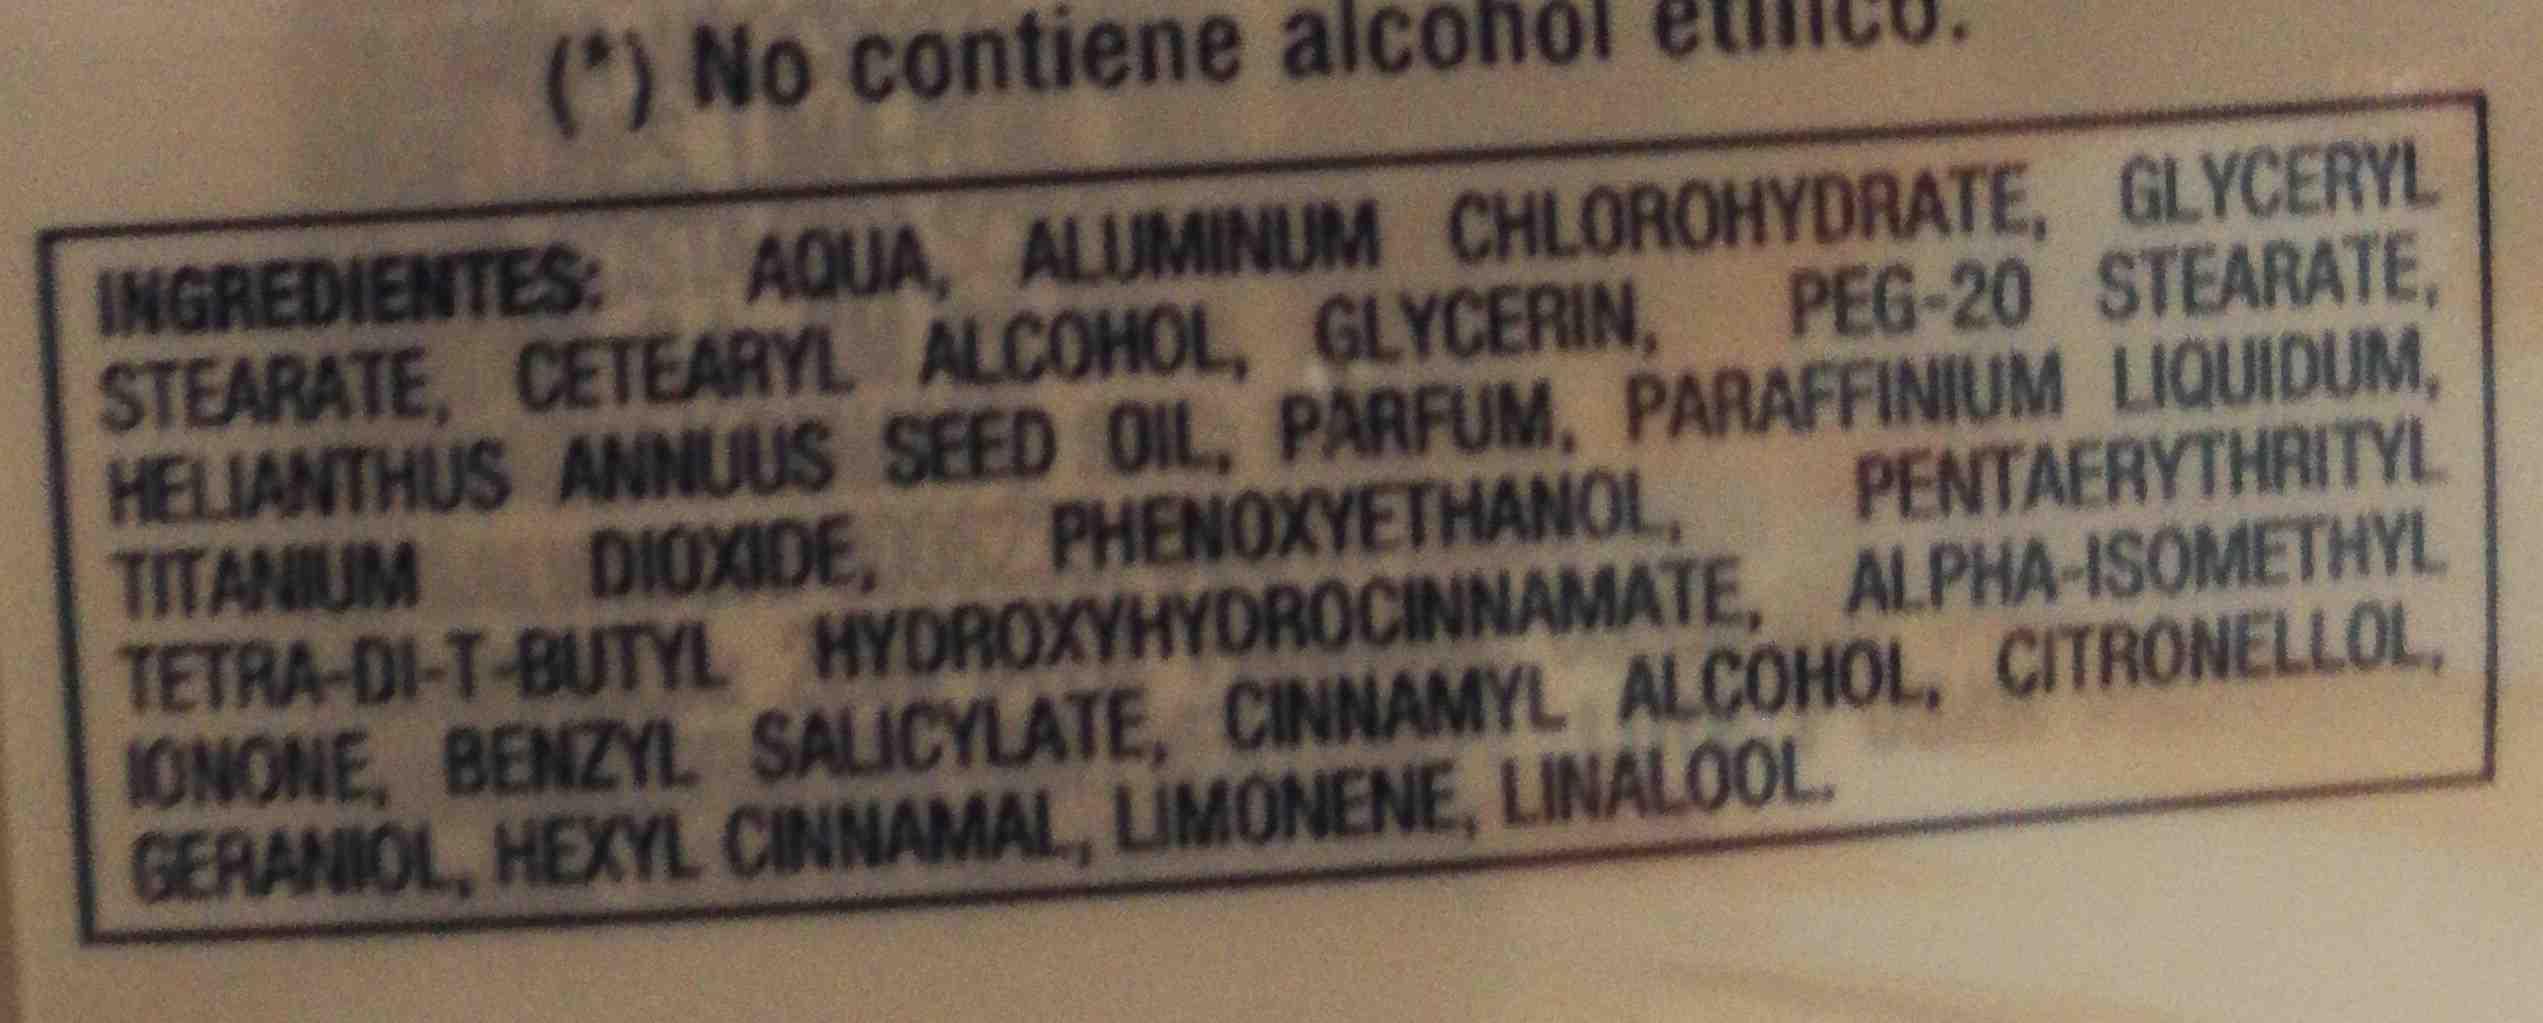 (*) No contiene alcohol etílico.
INGREDIENTES: AQUA, ALUMINUM CHLOROHYDRATE, GLYCERYL
STEARATE, CETEARYL ALCOHOL, GLYCERIN, PEG-20 STEARATE,
HELIANTHUS ANNUUS SEED OIL, PARFUM, PARAFFINIUM LIQUIDUM,
TITANIUM DIOXIDE, PHENOXYETHANOL, PENTAERYTHRITYL
TETRA-DI-T-BUTYL HYDROXYHYDROCINNAMATE, ALPHA-ISOMETHYL
IONONE, BENZYL SALICYLATE, CINNAMYL ALCOHOL, CITRONELLOL,
GERANIOL, HEXYL CINNAMAL, LIMONENE, LINALOOL.